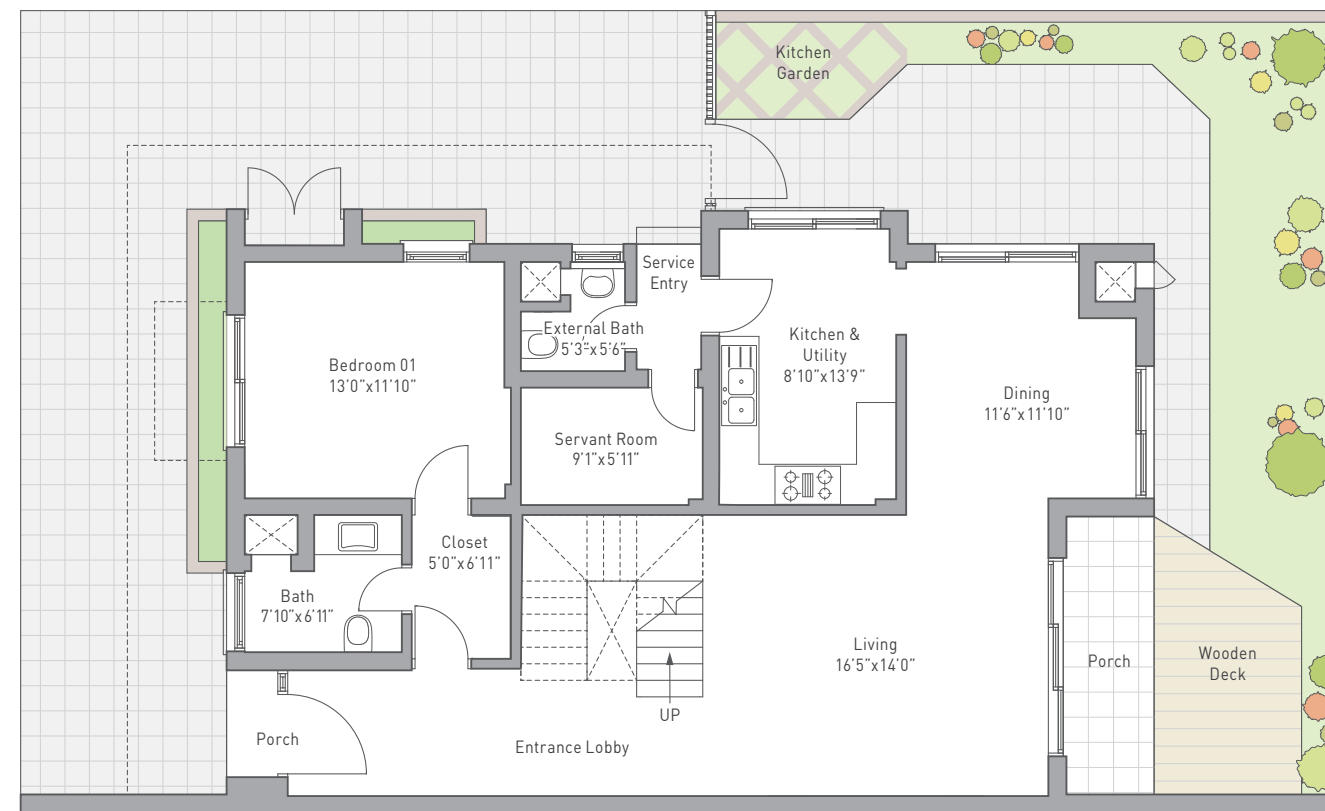 Kitchen
Garden
Service
Entry
External Bath
5'3"x5'6"
Kitchen &
Utility
8'10"x13'9"
Bedroom 01
13'0"x11'10"
Dining
11'6"x11'10"
Servant Room
9'1"x5'11"
Closet
5'0"x6'11"
Bath
7'10"x6'11"
Living
16'5"x14'0"
Porch
Wooden
Deck
UP
Porch
Entrance Lobby